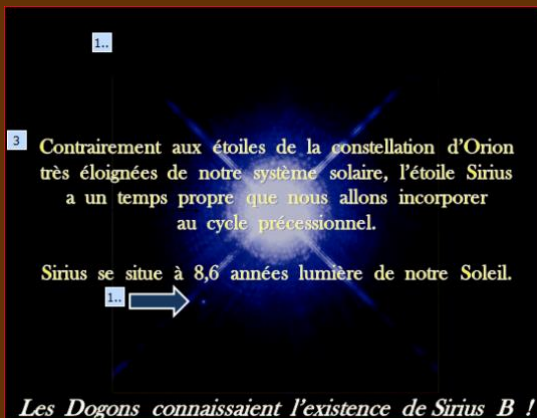 1..
3
Contrairement aux étoiles de la constellation d'Orion
très éloignées de notre système solaire, l'étoile Sirius
a un temps propre que nous allons incorporer
au cycle précessionnel.
Sirius se situe à 8,6 années lumière de notre Soleil.
1..
Les Dogons connaissaient l'existence de Sirius B !